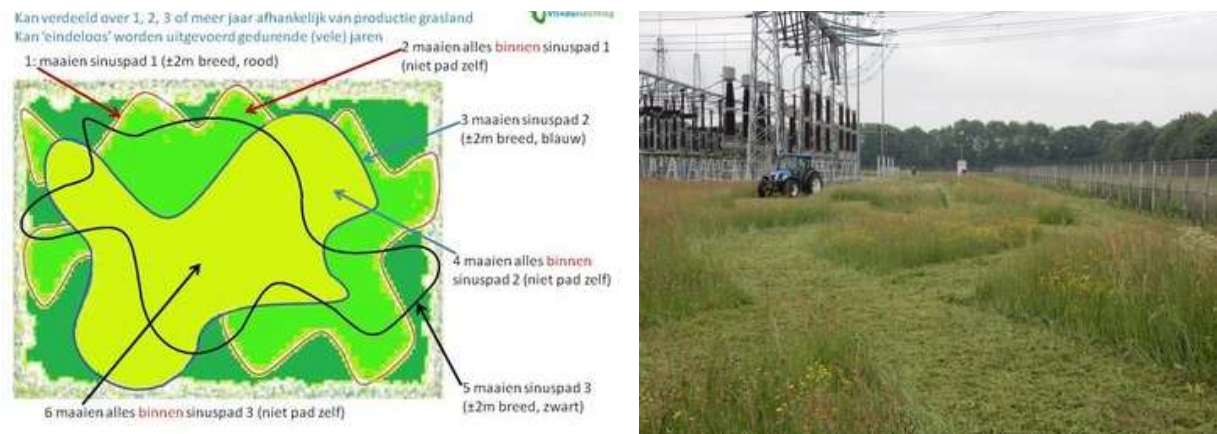 Kan verdeeld over 1, 2, 3 of meer jaar afhankelijk van productie grasland
Kan 'eindeloos' worden uitgevoerd gedurende (vele) jaren
1: maaien sinuspad 1 (±2m breed, rood)
2 maaien alles binnen sinuspad 1
(niet pad zelf)
3 maaien sinuspad 2
(±2m breed, blauw)
4 maaien alles binnen
sinuspad 2 (niet pad zelf)
5 maaien sinuspad 3
(±2m breed, zwart)
6 maaien alles binnen sinuspad 3 (niet pad zelf)